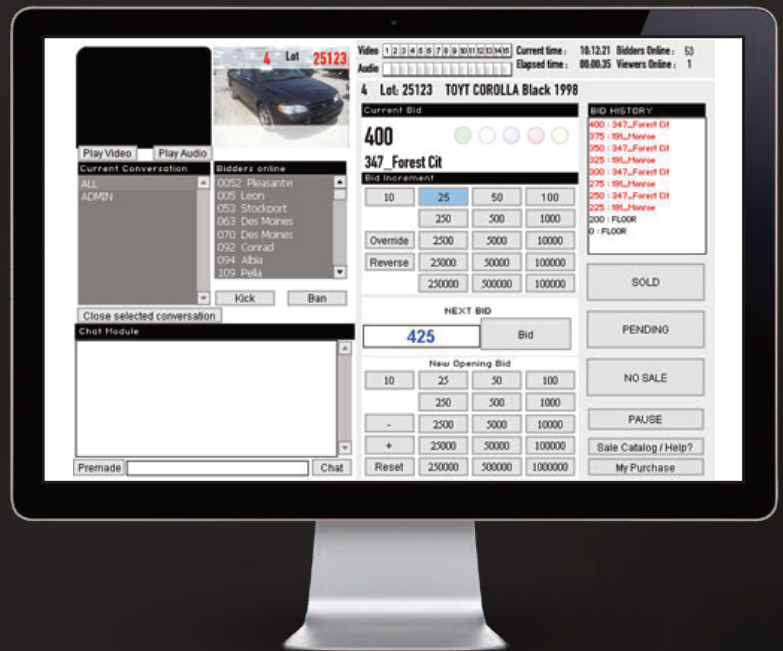 4 Lot 25123
Video 1 2 3 4 5 6 7 8 9 10 11 12 13 14 15 Current time : 10:12:21 Bidders Online : 53
Audio Elapsed time : 00:00:35 Viewers Online : 1
4 Lot: 25123 TOYT COROLLA Black 1998
Play Video Play Audio
Current Conversation
ALL
ADMIN
Close selected conversation
Bidders online
0052 Pleasantvi
005 Leon
053 Stockport
063 Des Moines
070 Des Moines
092 Conrad
094 Albia
109 Pella
Kick Ban
Chat Module
Premade Chat
Current Bid
400
347_Forest Cit
Bid Increment
10 25 50 100
250 500 1000
Override 2500 5000 10000
Reverse 25000 50000 100000
250000 500000 100000
NEXT BID
425 Bid
New Opening Bid
10 25 50 100
250 500 1000
- 2500 5000 10000
+ 25000 50000 100000
Reset 250000 500000 1000000
BID HISTORY
400 : 347_Forest Cit
375 : 191_Monroe
350 : 347_Forest Cit
325 : 191_Monroe
300 : 347_Forest Cit
275 : 191_Monroe
250 : 347_Forest Cit
225 : 191_Monroe
200 : FLOOR
0 : FLOOR
SOLD
PENDING
NO SALE
PAUSE
Sale Catalog / Help?
My Purchase